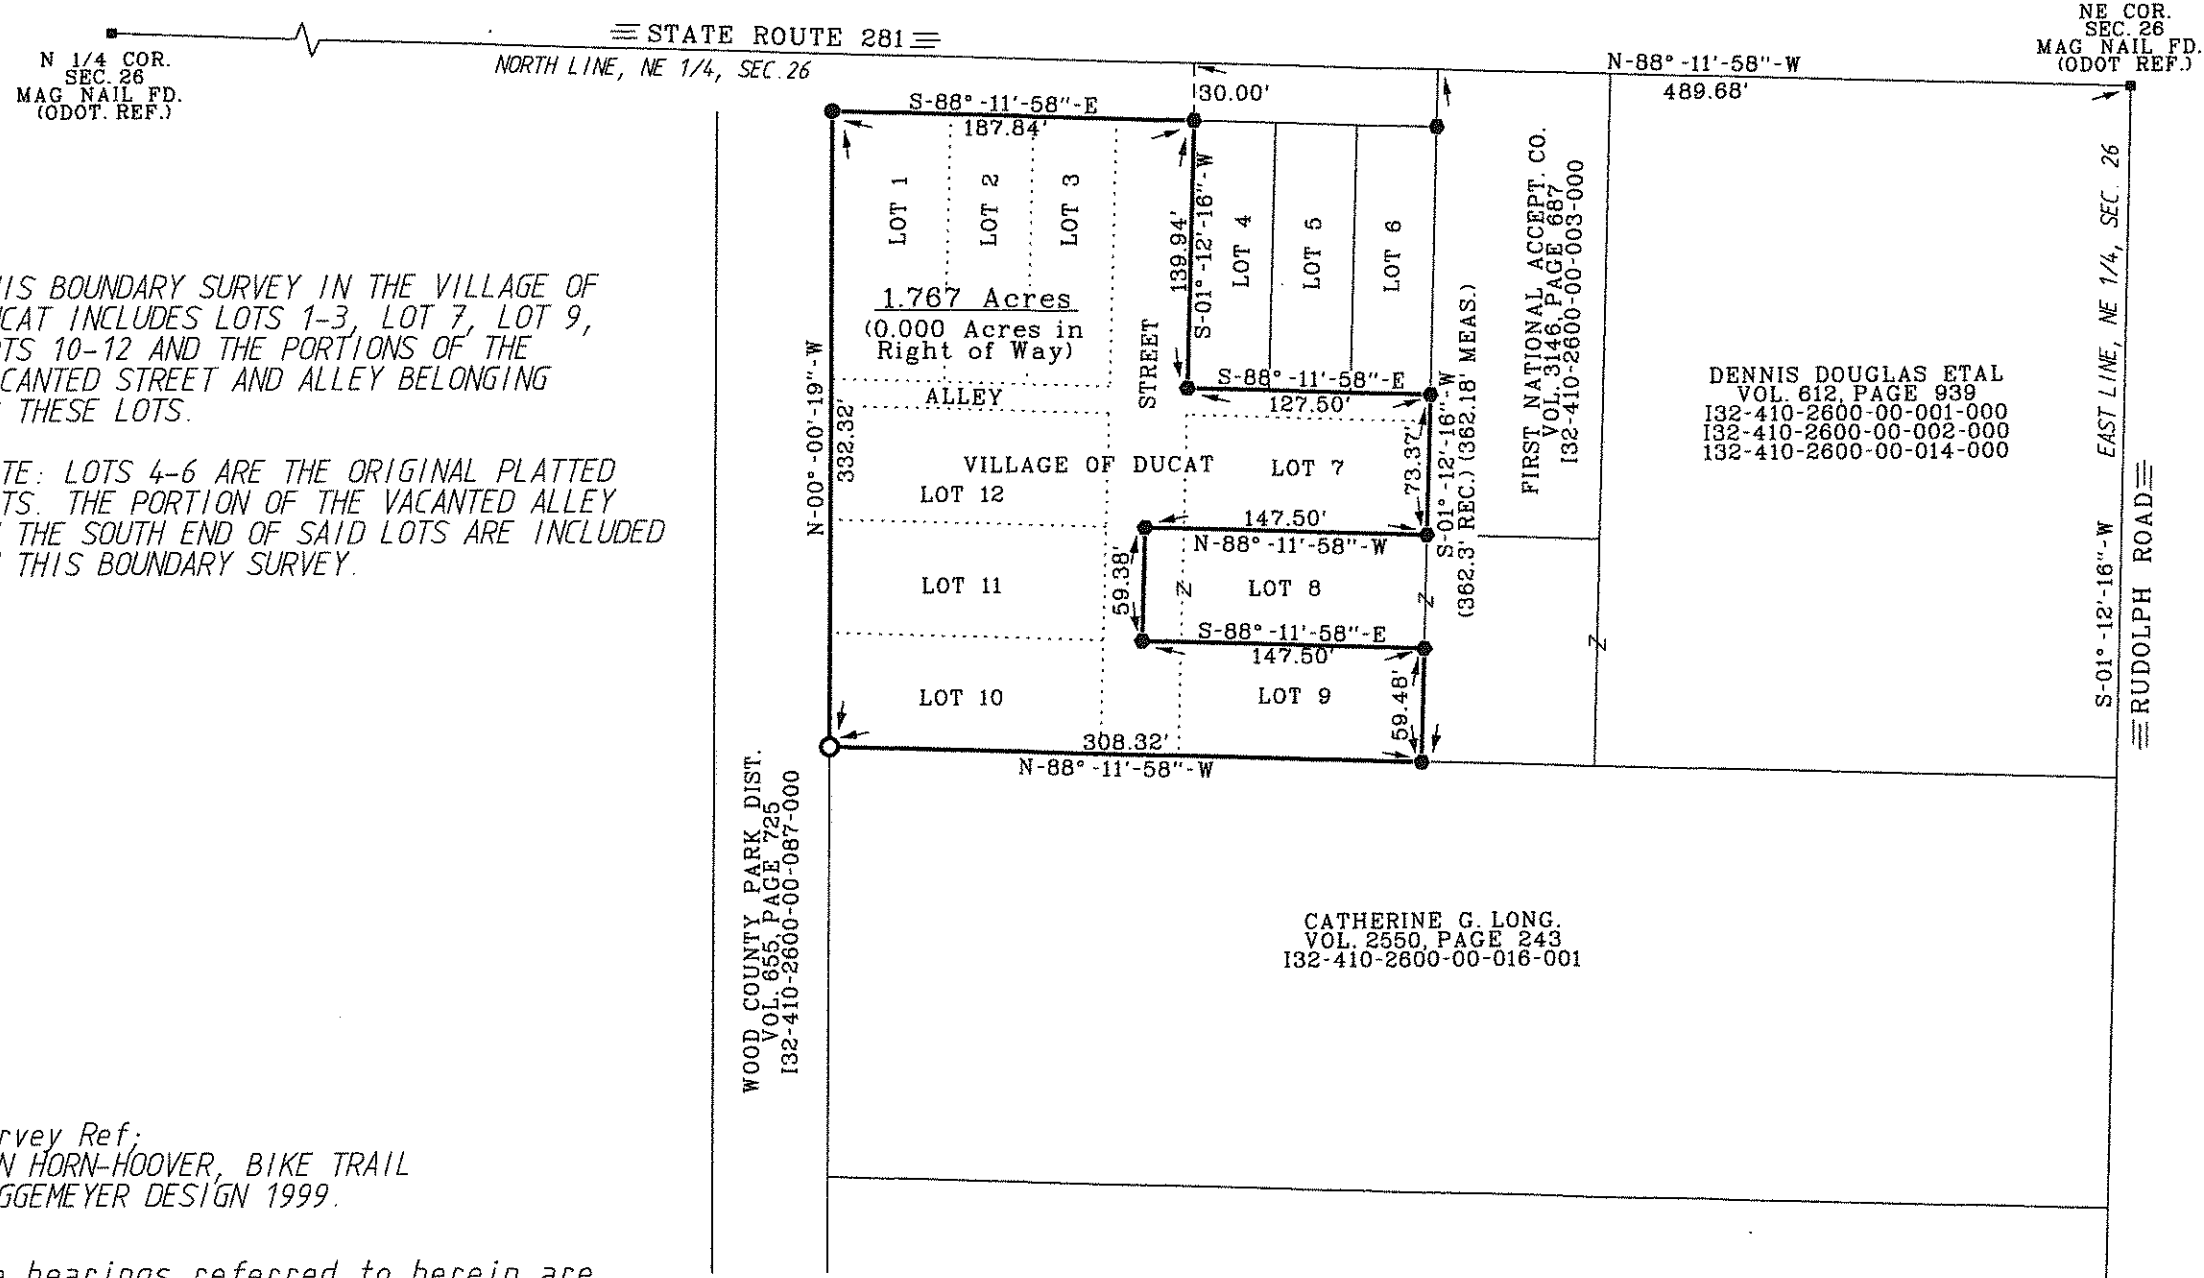 STATE ROUTE 281
NE COR.
SEC. 26
MAG NAIL FD.
(ODOT REF.)
N 1/4 COR.
SEC. 26
MAG NAIL FD.
(ODOT. REF.)
NORTH LINE, NE 1/4, SEC. 26
N-88°-11'-58"-W
489.68'
30.00'
S-88°-11'-58"-E
187.84'
LOT 1
LOT 2
LOT 3
139.94'
S-01°-12'-16"-W
LOT 4
LOT 5
LOT 6
FIRST NATIONAL ACCEPT. CO.
VOL. 3146, PAGE 687
I32-410-2600-00-003-000
EAST LINE, NE 1/4, SEC. 26
IS BOUNDARY SURVEY IN THE VILLAGE OF
CAT INCLUDES LOTS 1-3, LOT 7, LOT 9,
TS 10-12 AND THE PORTIONS OF THE
CANTED STREET AND ALLEY BELONGING
THESE LOTS.
1.767 Acres
(0.000 Acres in
Right of Way)
STREET
ALLEY
S-88°-11'-58"-E
127.50'
N-00°-00'-19"-W
332.32'
DENNIS DOUGLAS ETAL
VOL. 612, PAGE 939
I32-410-2600-00-001-000
I32-410-2600-00-002-000
I32-410-2600-00-014-000
TE: LOTS 4-6 ARE THE ORIGINAL PLATTED
TS. THE PORTION OF THE VACANTED ALLEY
THE SOUTH END OF SAID LOTS ARE INCLUDED
THIS BOUNDARY SURVEY.
VILLAGE OF DUCAT
LOT 7
LOT 12
73.37'
S-01°-12'-16"-W
(362.3' REC.) (362.18' MEAS.)
147.50'
N-88°-11'-58"-W
LOT 11
59.38'
Z
LOT 8
Z
Z
S-88°-11'-58"-E
147.50'
LOT 10
LOT 9
59.48'
S-01°-12'-16"-W
RUDOLPH ROAD
308.32'
N-88°-11'-58"-W
WOOD COUNTY PARK DIST.
VOL. 655, PAGE 725
I32-410-2600-00-087-000
CATHERINE G. LONG.
VOL. 2550, PAGE 243
I32-410-2600-00-016-001
rvey Ref;
N HORN-HOOVER, BIKE TRAIL
GGEMEYER DESIGN 1999.
bearings referred to herein are